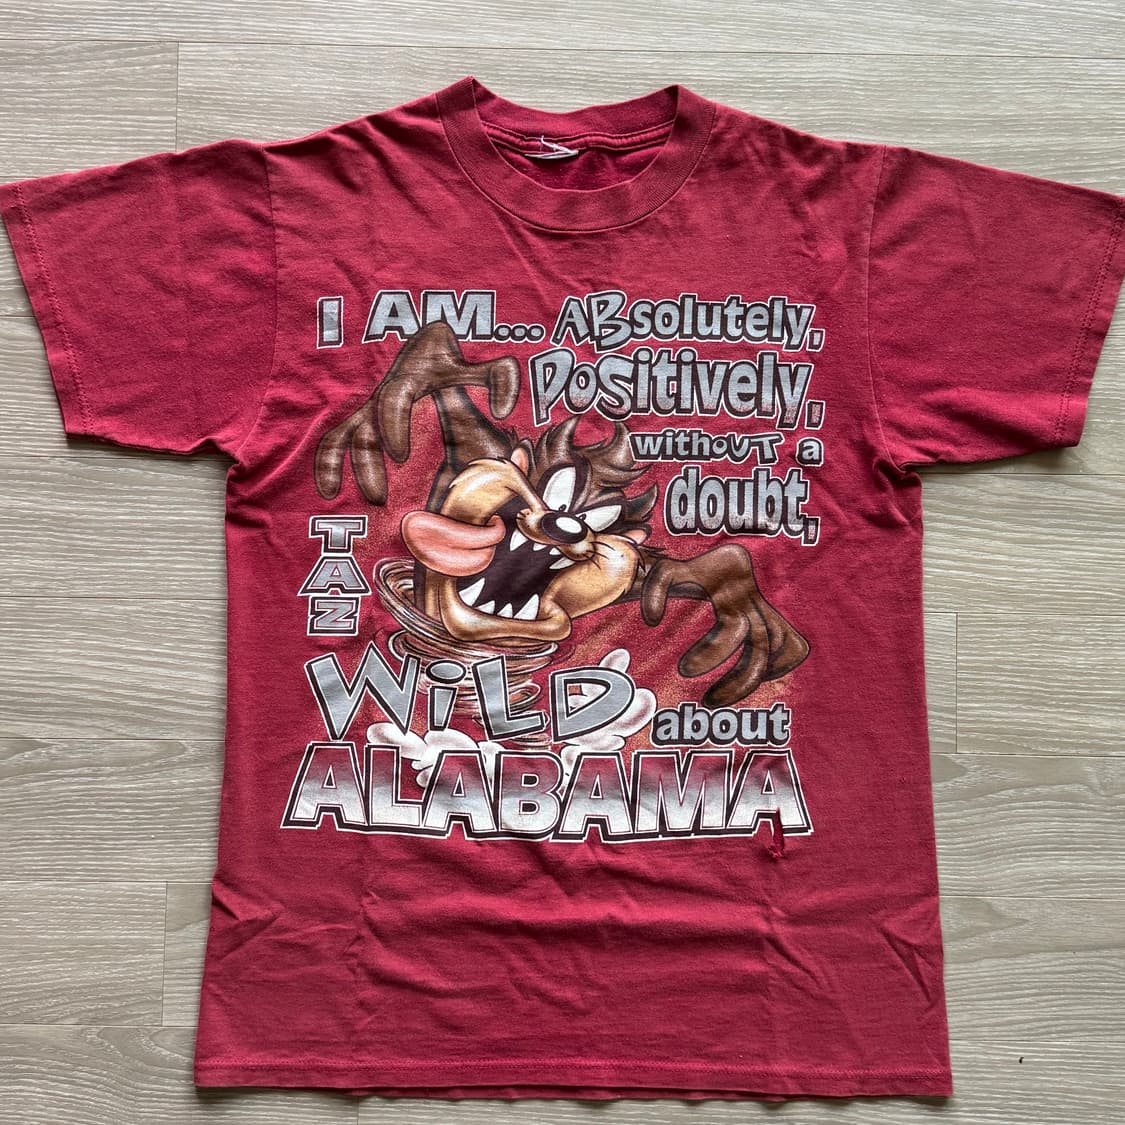 I AM... ABsolutely,
Positively,
without a
doubt,
TAZ
WiLD about
ALABAMA